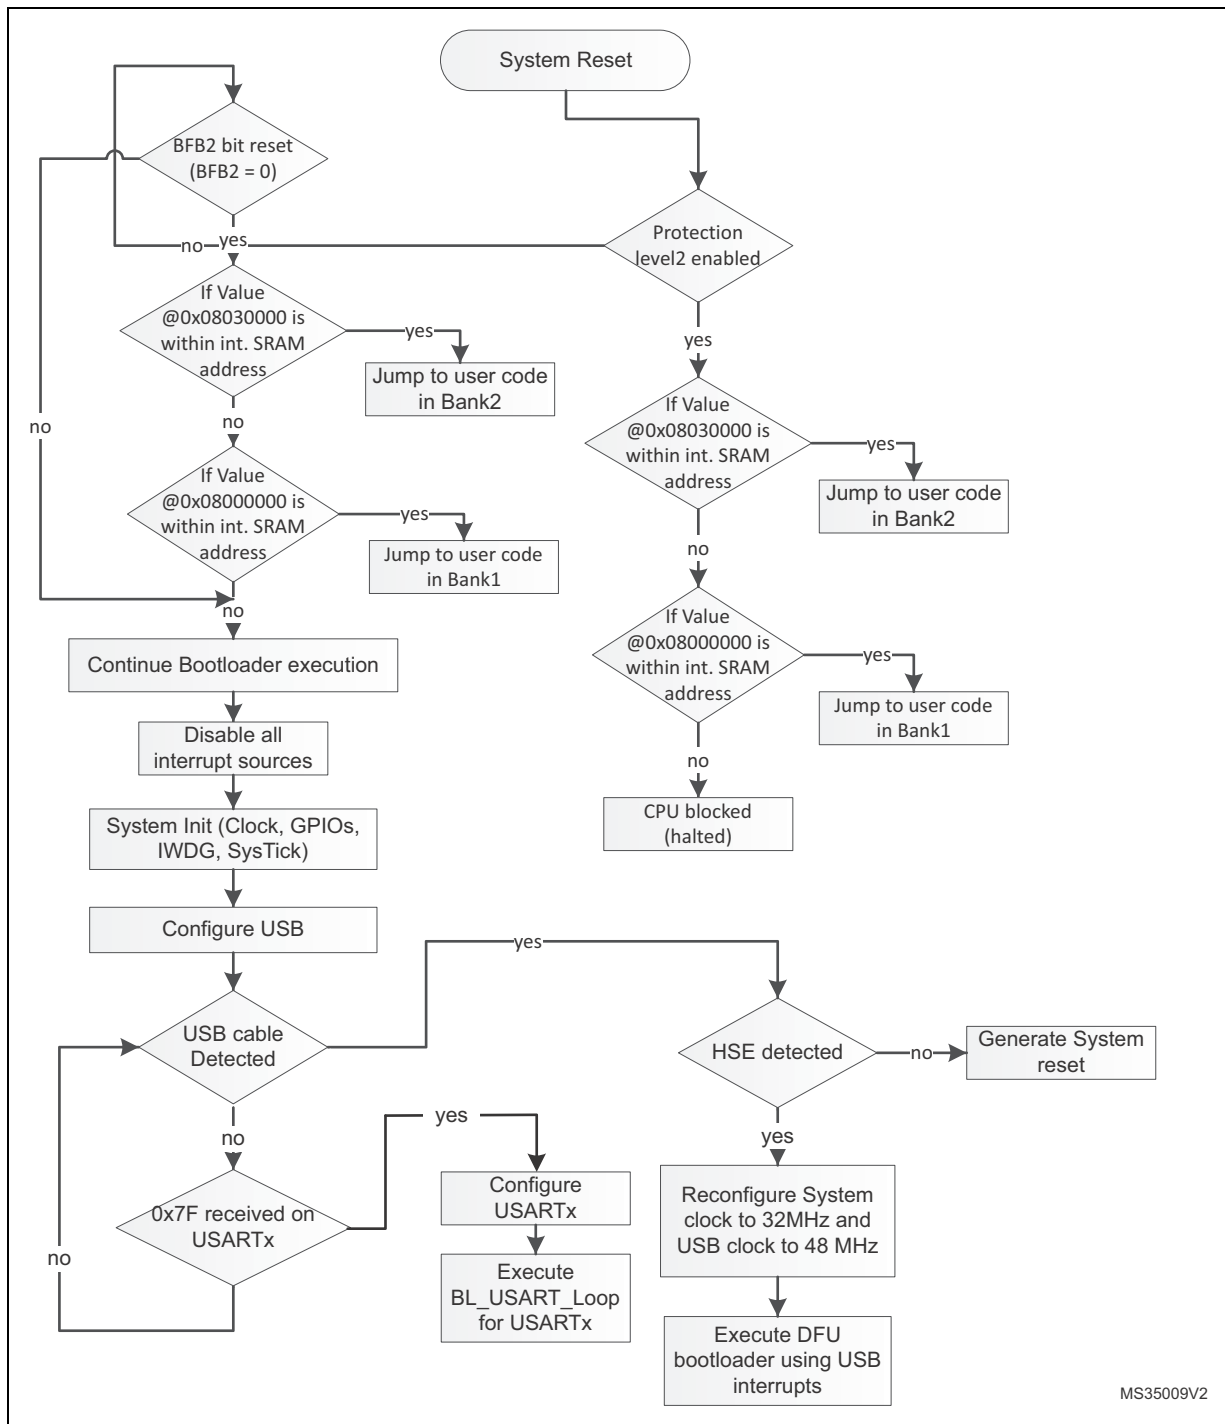 System Reset
BFB2 bit reset
(BFB2 = 0)
no
yes
Protection
level2 enabled
If Value
@0x08030000 is
within int. SRAM
address
yes
Jump to user code
in Bank2
yes
no
no
If Value
@0x08030000 is
within int. SRAM
address
yes
Jump to user code
in Bank2
If Value
@0x08000000 is
within int. SRAM
address
yes
Jump to user code
in Bank1
no
no
If Value
@0x08000000 is
within int. SRAM
address
yes
Jump to user code
in Bank1
Continue Bootloader execution
Disable all
interrupt sources
no
CPU blocked
(halted)
System Init (Clock, GPIOs,
IWDG, SysTick)
Configure USB
yes
USB cable
Detected
HSE detected
no
Generate System
reset
no
yes
yes
0x7F received on
USARTx
no
Configure
USARTx
Execute
BL_USART_Loop
for USARTx
Reconfigure System
clock to 32MHz and
USB clock to 48 MHz
Execute DFU
bootloader using USB
interrupts
MS35009V2